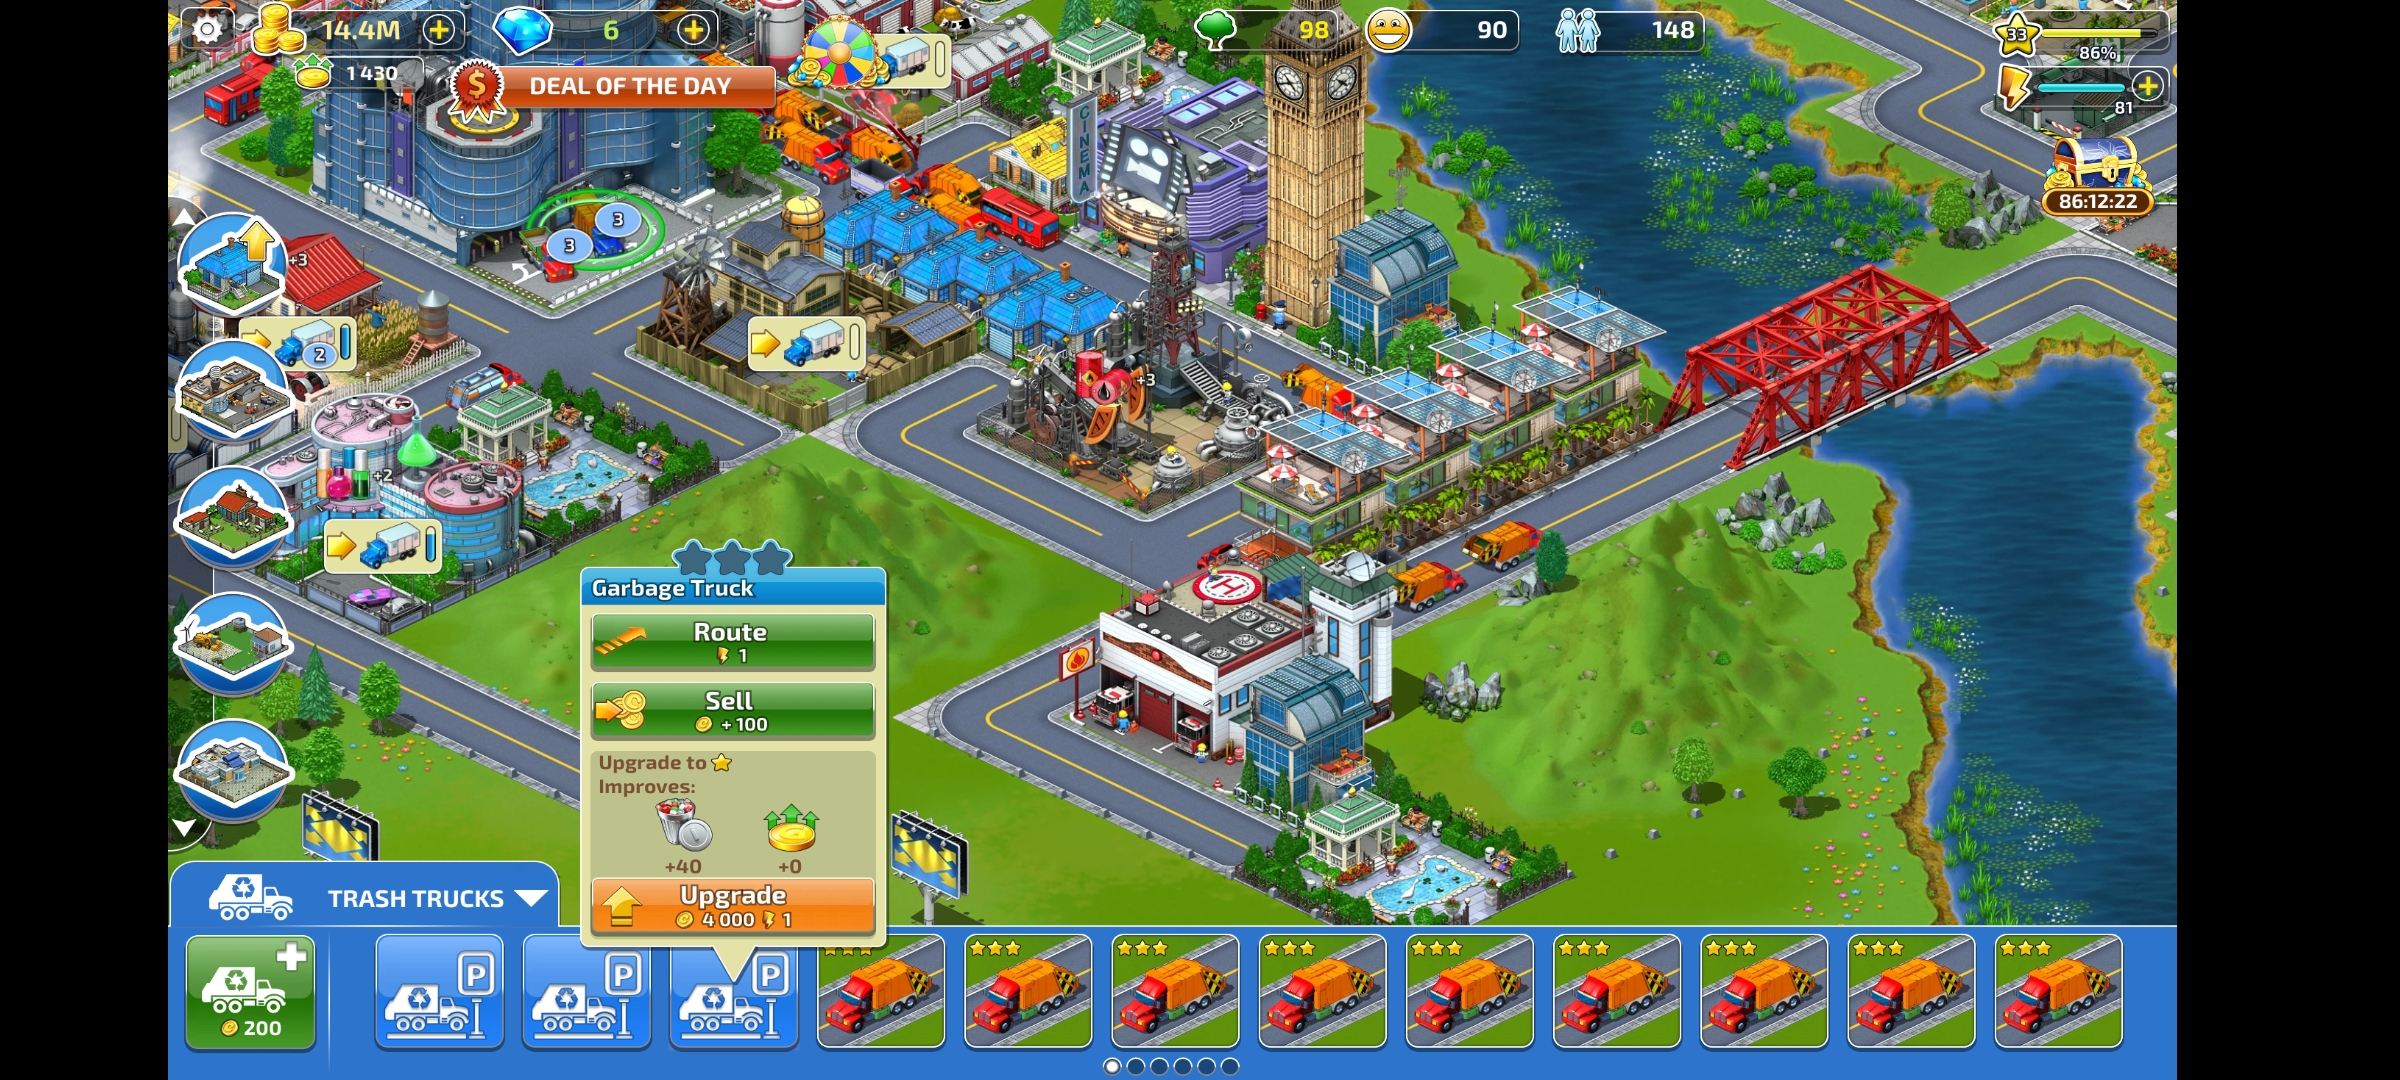 14.4M
6
98
90
148
33
86%
1 430
DEAL OF THE DAY
81
CINEMA
86:12:22
3
3
+3
2
+3
H
+2
Garbage Truck
Route
1
Sell
+ 100
Upgrade to
Improves:
+40
+0
Upgrade
4 000 1
TRASH TRUCKS
200
P
P
P